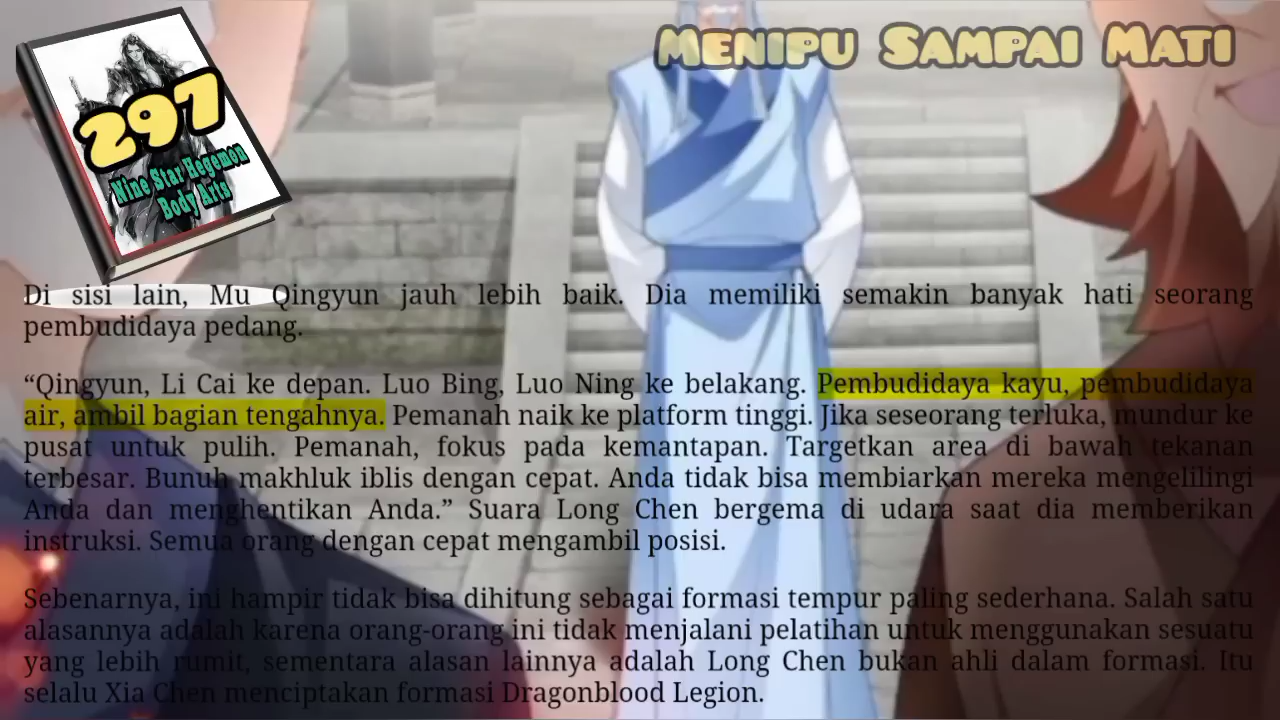 Menipu Sampai Mati
297
Nine Star Hegemon
Body Arts
Di sisi lain, Mu Qingyun jauh lebih baik. Dia memiliki semakin banyak hati seorang
pembudidaya pedang.
“Qingyun, Li Cai ke depan. Luo Bing, Luo Ning ke belakang. Pembudidaya kayu, pembudidaya
air, ambil bagian tengahnya. Pemanah naik ke platform tinggi. Jika seseorang terluka, mundur ke
pusat untuk pulih. Pemanah, fokus pada kemantapan. Targetkan area di bawah tekanan
terbesar. Bunuh makhluk iblis dengan cepat. Anda tidak bisa membiarkan mereka mengelilingi
Anda dan menghentikan Anda.” Suara Long Chen bergema di udara saat dia memberikan
instruksi. Semua orang dengan cepat mengambil posisi.
Sebenarnya, ini hampir tidak bisa dihitung sebagai formasi tempur paling sederhana. Salah satu
alasannya adalah karena orang-orang ini tidak menjalani pelatihan untuk menggunakan sesuatu
yang lebih rumit, sementara alasan lainnya adalah Long Chen bukan ahli dalam formasi. Itu
selalu Xia Chen menciptakan formasi Dragonblood Legion.